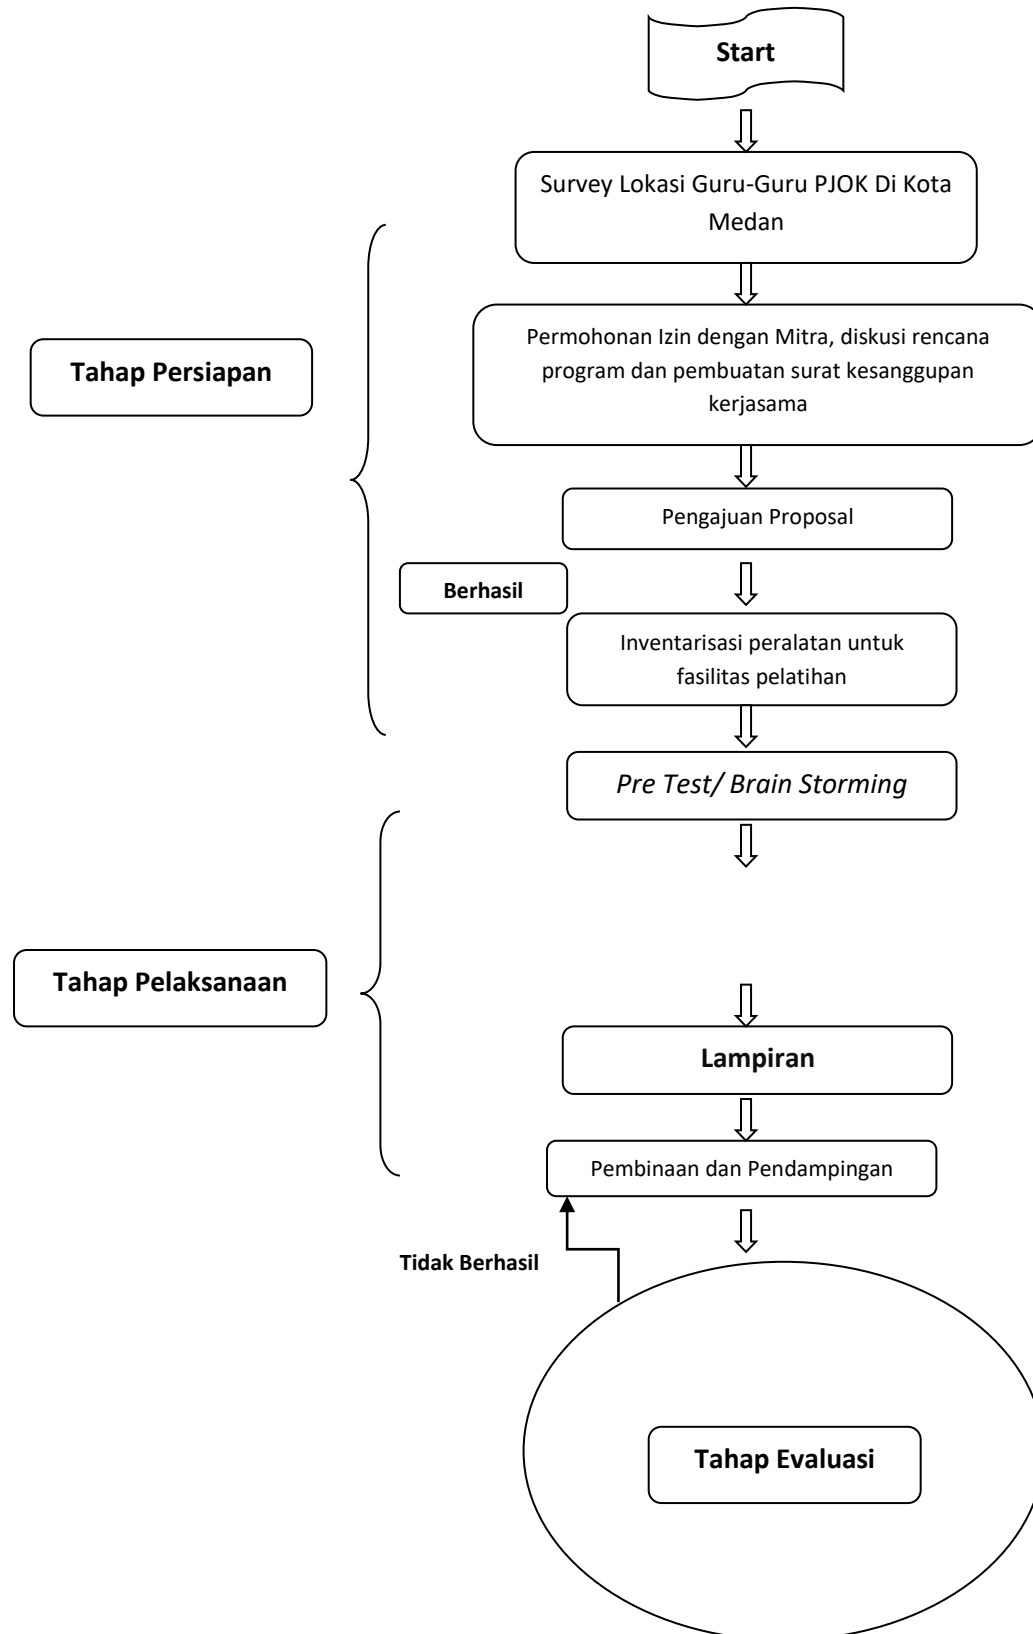 Start
Survey Lokasi Guru-Guru PJOK Di Kota
Medan
Tahap Persiapan
Permohonan Izin dengan Mitra, diskusi rencana
program dan pembuatan surat kesanggupan
kerjasama
Pengajuan Proposal
Berhasil
Inventarisasi peralatan untuk
fasilitas pelatihan
Pre Test/ Brain Storming
Tahap Pelaksanaan
Lampiran
Pembinaan dan Pendampingan
Tidak Berhasil
Tahap Evaluasi